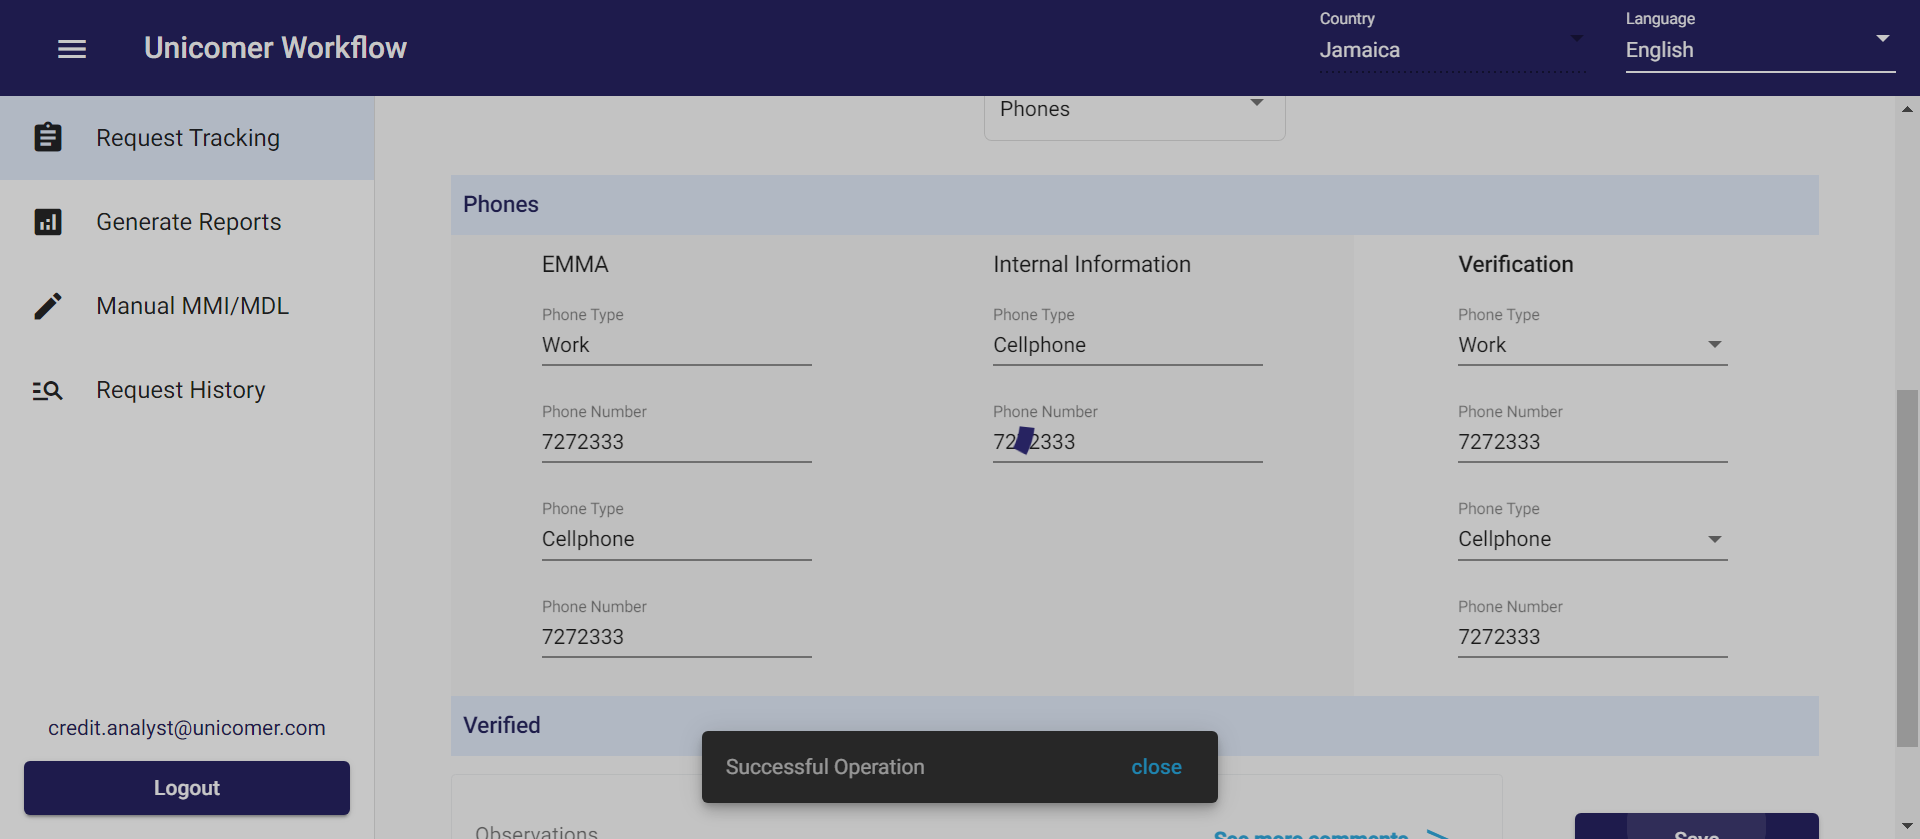 Unicomer Workflow
Country
Jamaica
Language
English
Request Tracking
Generate Reports
Manual MMI/MDL
Request History
credit.analyst@unicomer.com
Logout
Phones
Phones
EMMA
Internal Information
Verification
Phone Type
Work
Phone Type
Cellphone
Phone Type
Work
Phone Number
7272333
Phone Number
7272333
Phone Number
7272333
Phone Type
Cellphone
Phone Type
Cellphone
Phone Number
7272333
Phone Number
7272333
Verified
Successful Operation
close
Observations
See more comments
Save